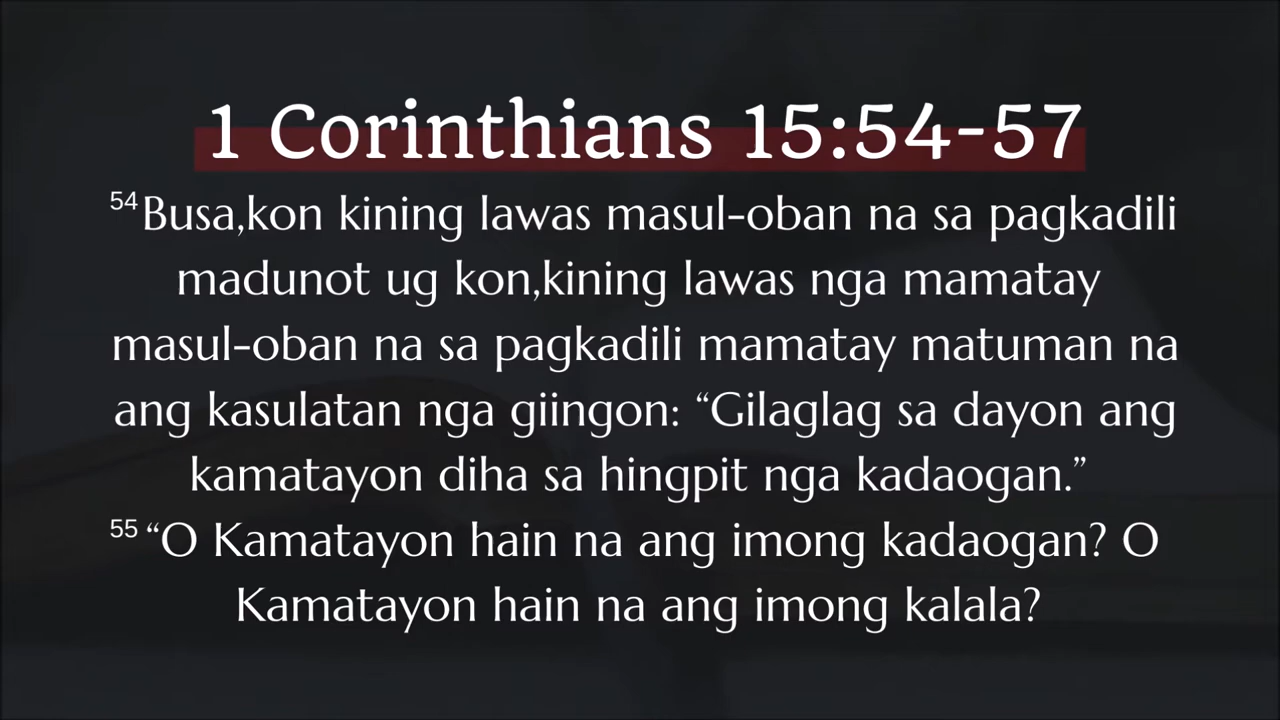 1 Corinthians 15:54-57
54Busa,kon kining lawas masul-oban na sa pagkadili
madunot ug kon,kining lawas nga mamatay
masul-oban na sa pagkadili mamatay matuman na
ang kasulatan nga giingon: “Gilaglag sa dayon ang
kamatayon diha sa hingpit nga kadaogan.”
55 “O Kamatayon hain na ang imong kadaogan? O
Kamatayon hain na ang imong kalala?